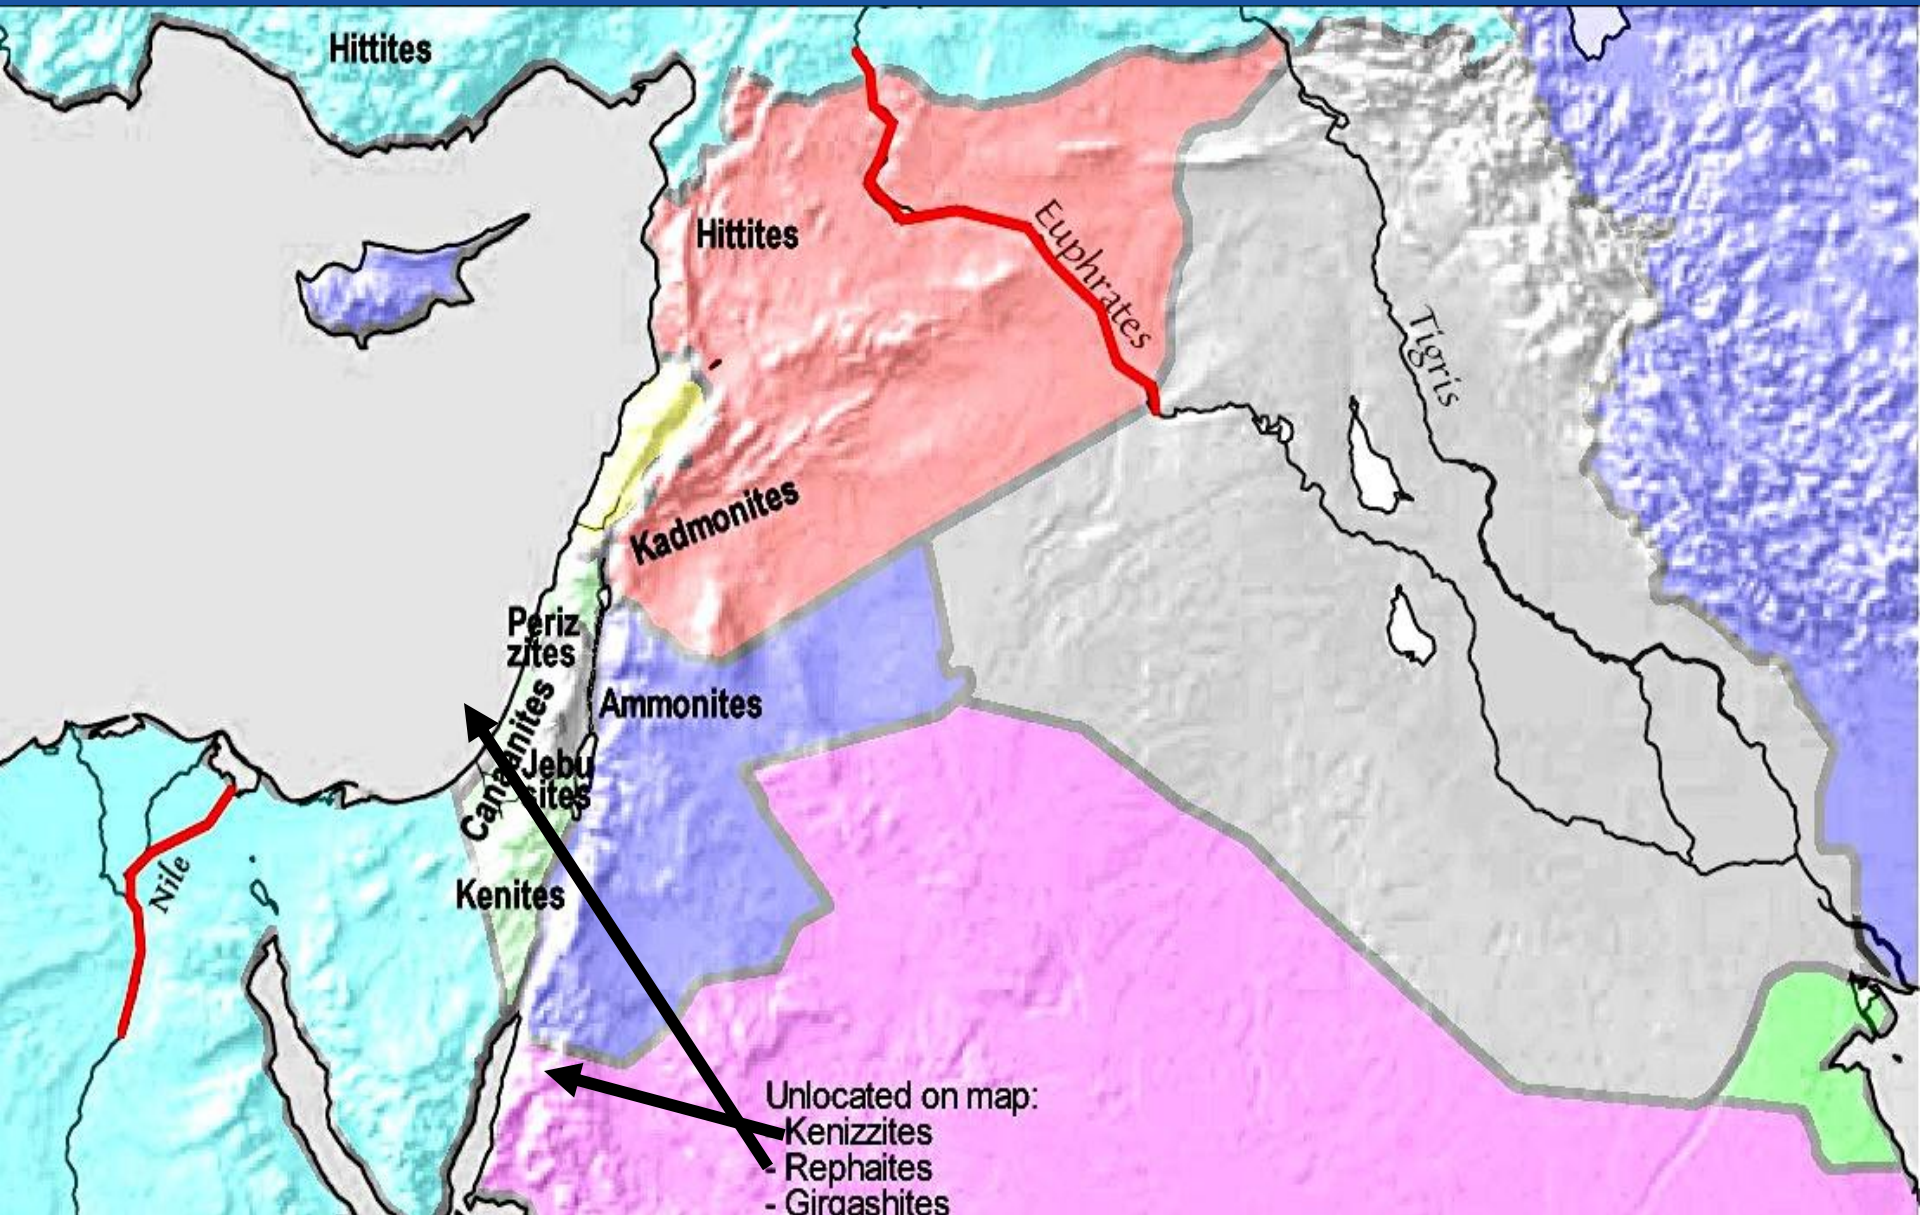 Hittites
Hittites
Euphrates
Tigris
Kadmonites
Periz
zites
Ammonites
Canaanites
Jebu
sites
Nile
Kenites
Unlocated on map:
- Kenizzites
- Rephaites
- Girgashites